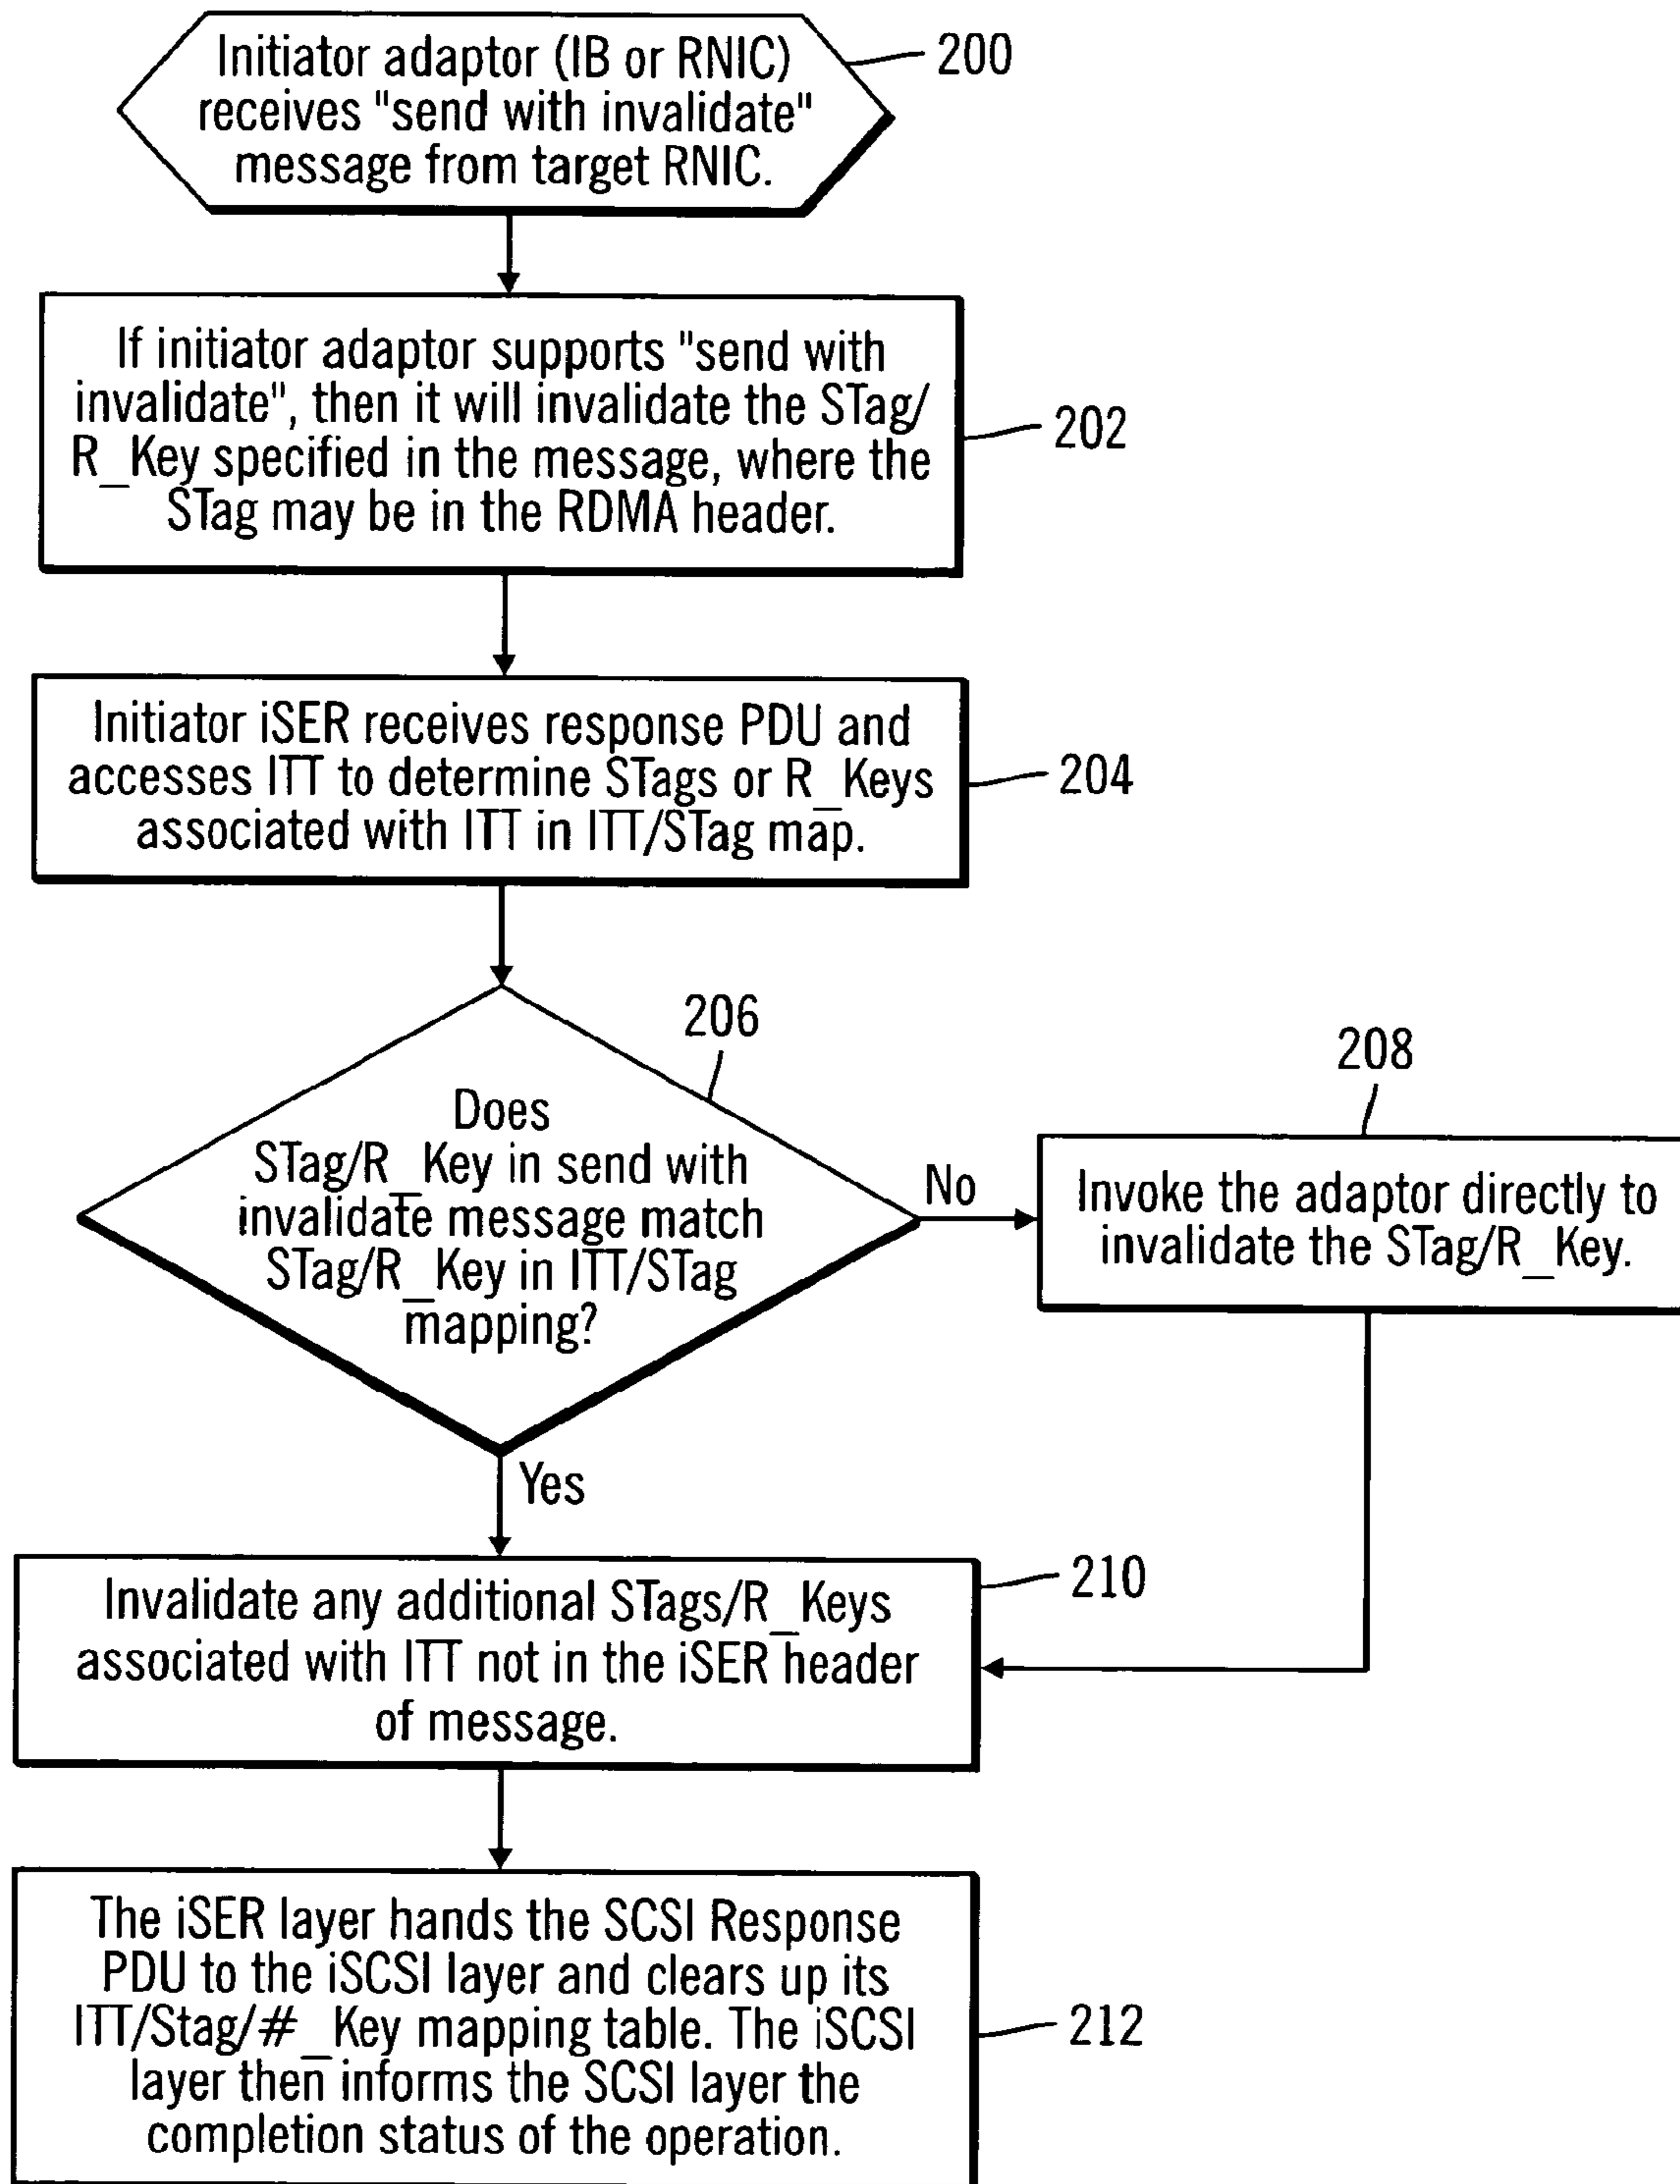 Initiator adaptor (IB or RNIC)
receives "send with invalidate"
message from target RNIC.
200
If initiator adaptor supports "send with
invalidate", then it will invalidate the STag/
R_Key specified in the message, where the
STag may be in the RDMA header.
202
Initiator iSER receives response PDU and
accesses ITT to determine STags or R_Keys
associated with ITT in ITT/STag map.
204
206
Does
STag/R_Key in send with
invalidate message match
STag/R_Key in ITT/STag
mapping?
No
208
Invoke the adaptor directly to
invalidate the STag/R_Key.
Yes
Invalidate any additional STags/R_Keys
associated with ITT not in the iSER header
of message.
210
The iSER layer hands the SCSI Response
PDU to the iSCSI layer and clears up its
ITT/Stag/#_Key mapping table. The iSCSI
layer then informs the SCSI layer the
completion status of the operation.
212